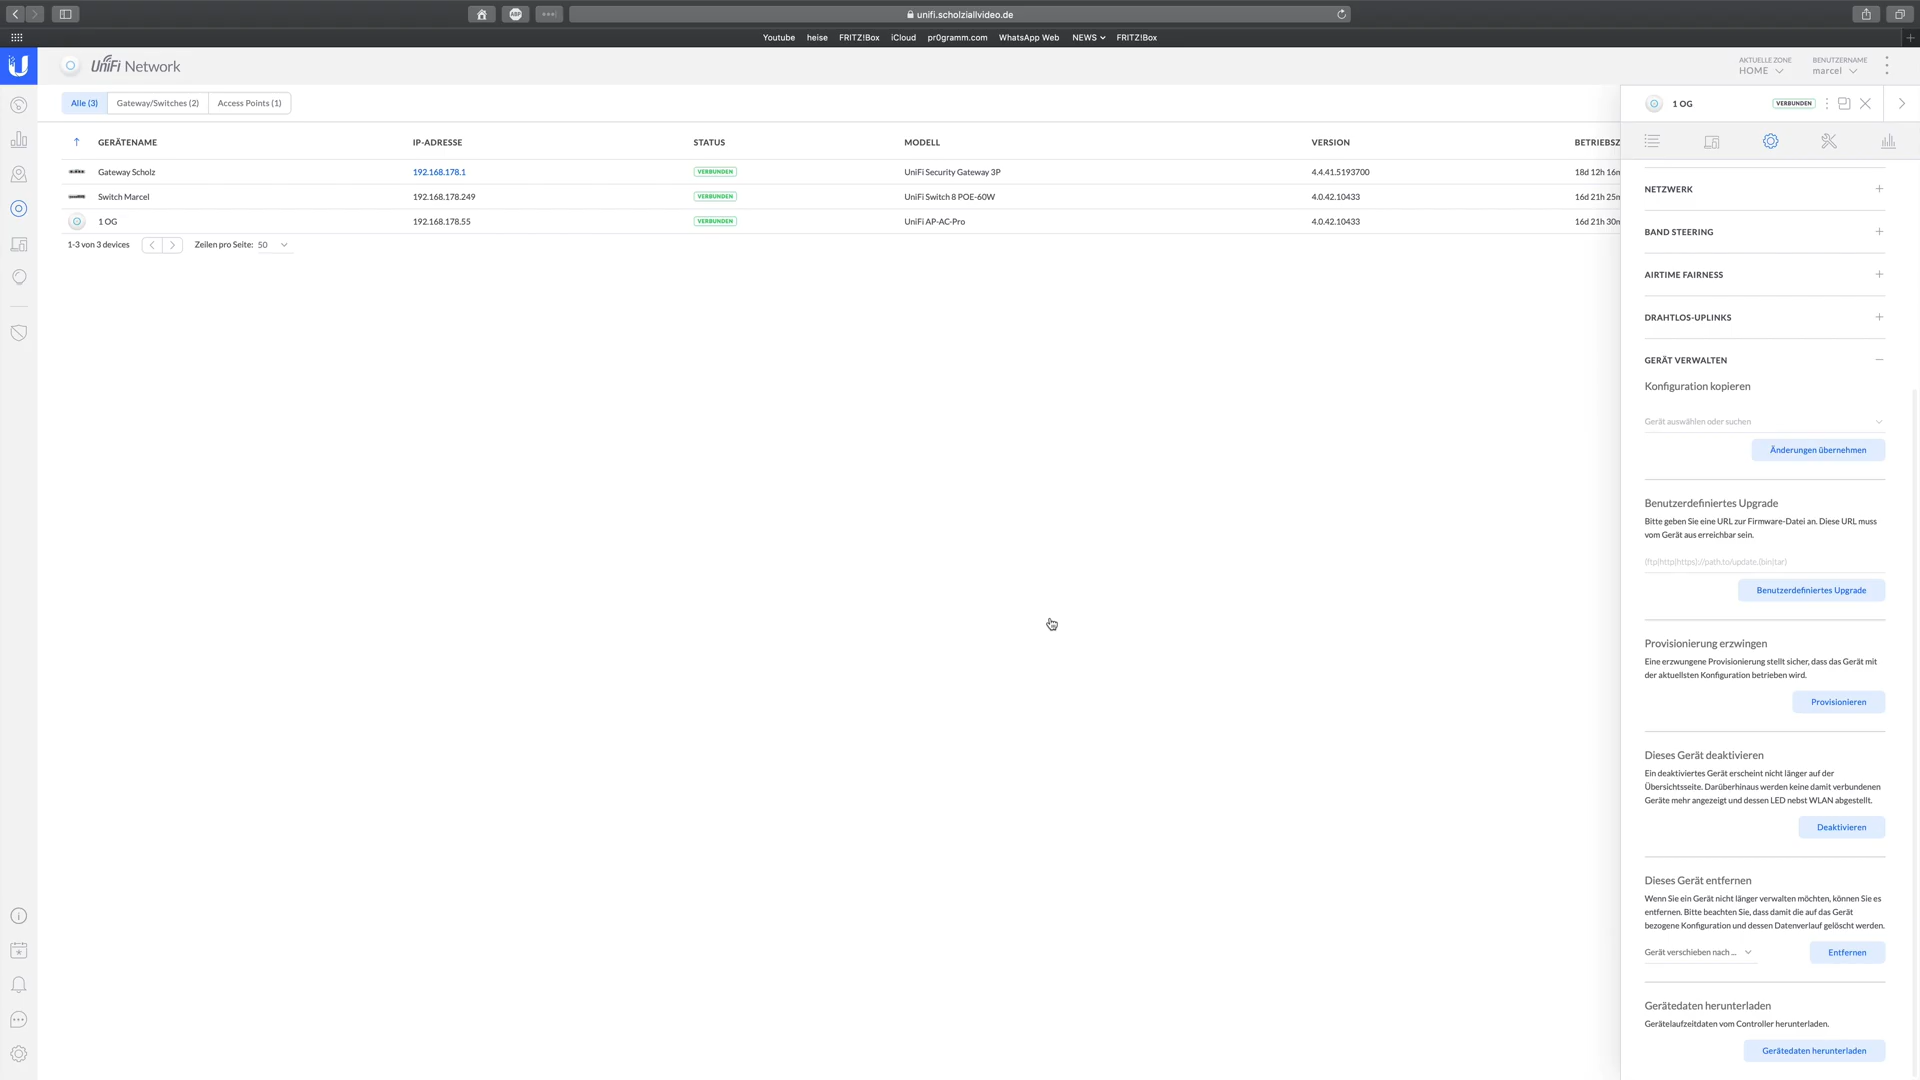 unifi.scholziallvideo.de
Youtube heise FRITZ!Box iCloud pr0gramm.com WhatsApp Web NEWS FRITZ!Box
UniFi Network
AKTUELLE ZONE
HOME
BENUTZERNAME
marcel
Alle (3) Gateway/Switches (2) Access Points (1)
1 OG VERBUNDEN
GERÄTENAME IP-ADRESSE STATUS MODELL VERSION BETRIEBSZ
Gateway Scholz 192.168.178.1 VERBUNDEN UniFi Security Gateway 3P 4.4.41.5193700 18d 12h 16m
Switch Marcel 192.168.178.249 VERBUNDEN UniFi Switch 8 POE-60W 4.0.42.10433 16d 21h 25m
1 OG 192.168.178.55 VERBUNDEN UniFi AP-AC-Pro 4.0.42.10433 16d 21h 30m
1-3 von 3 devices Zeilen pro Seite: 50
NETZWERK
BAND STEERING
AIRTIME FAIRNESS
DRAHTLOS-UPLINKS
GERÄT VERWALTEN
Konfiguration kopieren
Gerät auswählen oder suchen
Änderungen übernehmen
Benutzerdefiniertes Upgrade
Bitte geben Sie eine URL zur Firmware-Datei an. Diese URL muss
vom Gerät aus erreichbar sein.
(ftp|http|https)://path.to/update.(bin|tar)
Benutzerdefiniertes Upgrade
Provisionierung erzwingen
Eine erzwungene Provisionierung stellt sicher, dass das Gerät mit
der aktuellsten Konfiguration betrieben wird.
Provisionieren
Dieses Gerät deaktivieren
Ein deaktiviertes Gerät erscheint nicht länger auf der
Übersichtsseite. Darüberhinaus werden keine damit verbundenen
Geräte mehr angezeigt und dessen LED nebst WLAN abgestellt.
Deaktivieren
Dieses Gerät entfernen
Wenn Sie ein Gerät nicht länger verwalten möchten, können Sie es
entfernen. Bitte beachten Sie, dass damit die auf das Gerät
bezogene Konfiguration und dessen Datenverlauf gelöscht werden.
Gerät verschieben nach ... Entfernen
Gerätedaten herunterladen
Gerätelaufzeitdaten vom Controller herunterladen.
Gerätedaten herunterladen